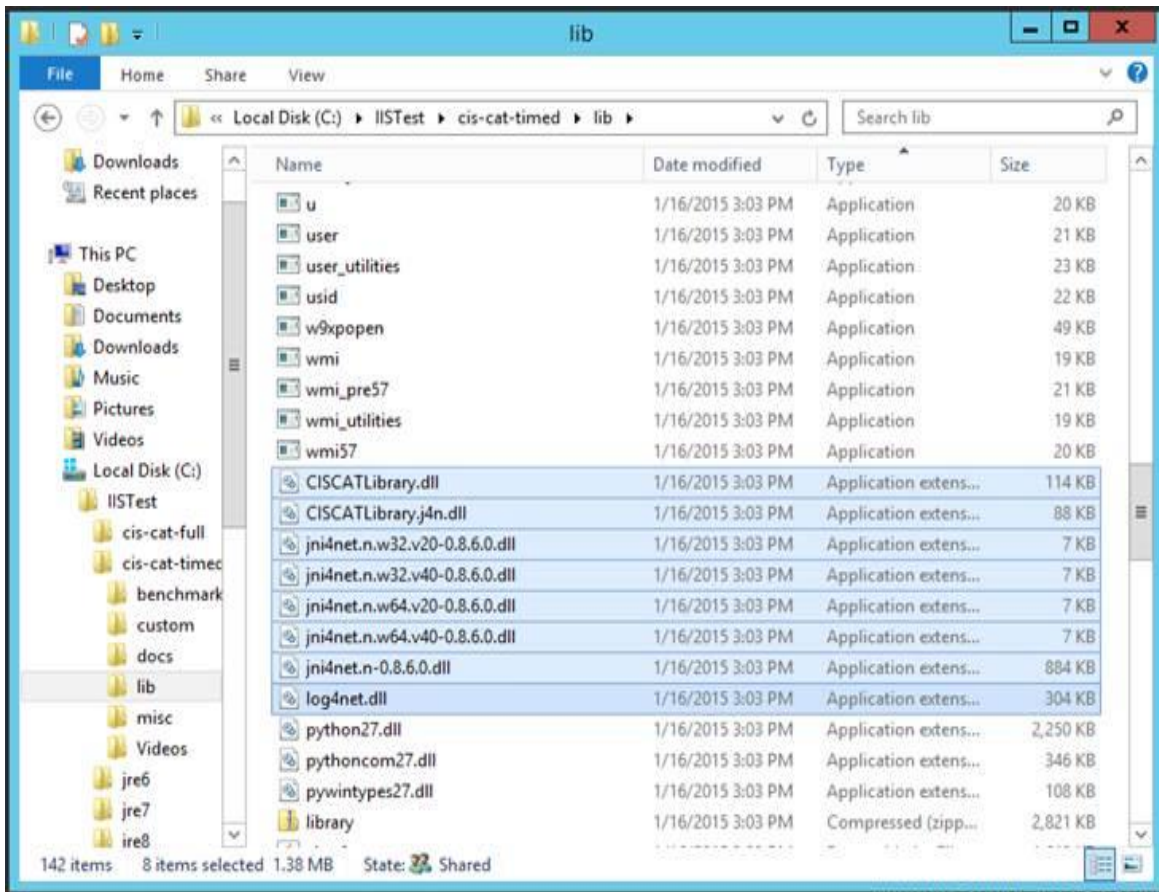 lib
File Home Share View
« Local Disk (C:) ▸ IISTest ▸ cis-cat-timed ▸ lib ▸ Search lib
Downloads
Recent places
This PC
Desktop
Documents
Downloads
Music
Pictures
Videos
Local Disk (C:)
IISTest
cis-cat-full
cis-cat-timed
benchmark
custom
docs
lib
misc
Videos
jre6
jre7
jre8
Name Date modified Type Size
u 1/16/2015 3:03 PM Application 20 KB
user 1/16/2015 3:03 PM Application 21 KB
user_utilities 1/16/2015 3:03 PM Application 23 KB
usid 1/16/2015 3:03 PM Application 22 KB
w9xpopen 1/16/2015 3:03 PM Application 49 KB
wmi 1/16/2015 3:03 PM Application 19 KB
wmi_pre57 1/16/2015 3:03 PM Application 21 KB
wmi_utilities 1/16/2015 3:03 PM Application 19 KB
wmi57 1/16/2015 3:03 PM Application 20 KB
CISCATLibrary.dll 1/16/2015 3:03 PM Application extens... 114 KB
CISCATLibrary.j4n.dll 1/16/2015 3:03 PM Application extens... 88 KB
jni4net.n.w32.v20-0.8.6.0.dll 1/16/2015 3:03 PM Application extens... 7 KB
jni4net.n.w32.v40-0.8.6.0.dll 1/16/2015 3:03 PM Application extens... 7 KB
jni4net.n.w64.v20-0.8.6.0.dll 1/16/2015 3:03 PM Application extens... 7 KB
jni4net.n.w64.v40-0.8.6.0.dll 1/16/2015 3:03 PM Application extens... 7 KB
jni4net.n-0.8.6.0.dll 1/16/2015 3:03 PM Application extens... 884 KB
log4net.dll 1/16/2015 3:03 PM Application extens... 304 KB
python27.dll 1/16/2015 3:03 PM Application extens... 2,250 KB
pythoncom27.dll 1/16/2015 3:03 PM Application extens... 346 KB
pywintypes27.dll 1/16/2015 3:03 PM Application extens... 108 KB
library 1/16/2015 3:03 PM Compressed (zipp... 2,821 KB
142 items 8 items selected 1.38 MB State: Shared